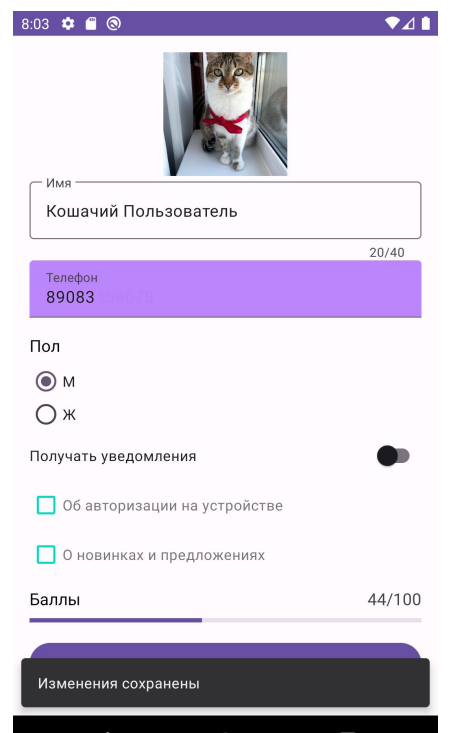 8:03
Имя
Кошачий Пользователь
20/40
Телефон
89083
Пол
М
Ж
Получать уведомления
Об авторизации на устройстве
О новинках и предложениях
Баллы 44/100
Изменения сохранены